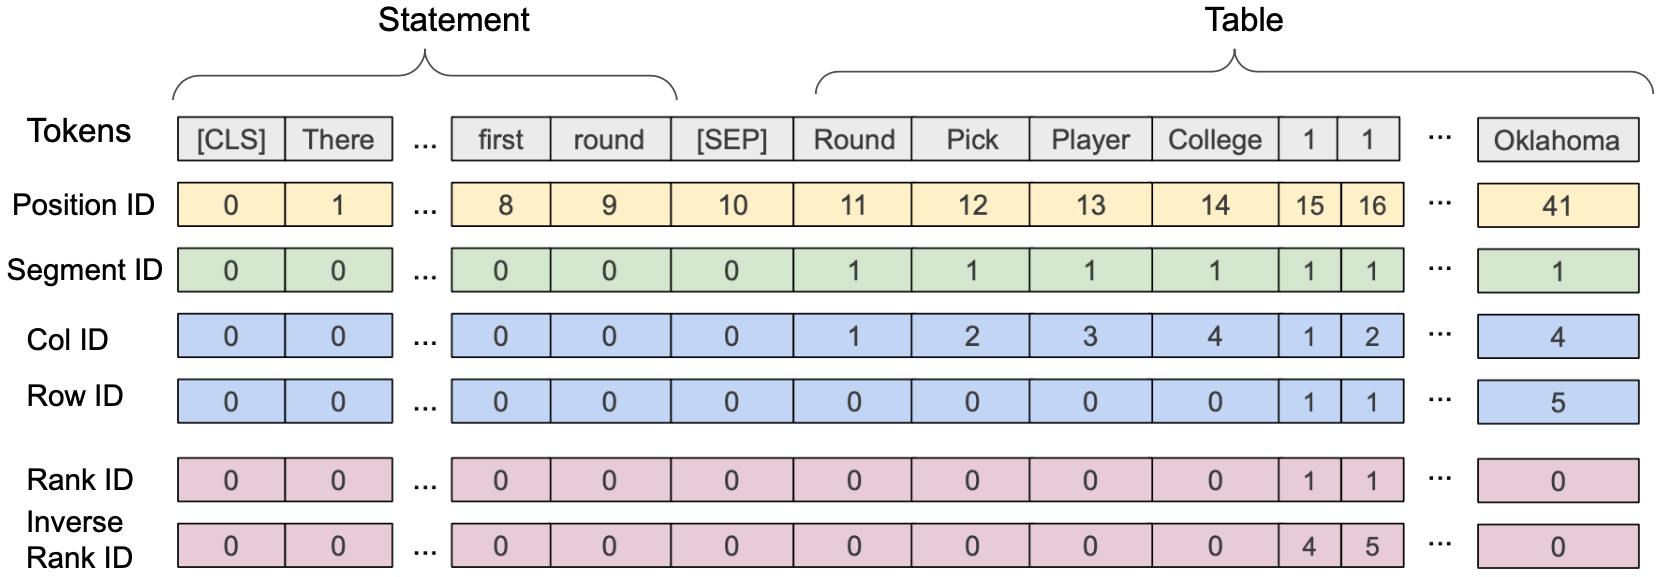 Statement Table
Tokens [CLS] There ... first round [SEP] Round Pick Player College 1 1 ... Oklahoma
Position ID 0 1 ... 8 9 10 11 12 13 14 15 16 ... 41
Segment ID 0 0 ... 0 0 0 1 1 1 1 1 1 ... 1
Col ID 0 0 ... 0 0 0 1 2 3 4 1 2 ... 4
Row ID 0 0 ... 0 0 0 0 0 0 0 1 1 ... 5
Rank ID 0 0 ... 0 0 0 0 0 0 0 1 1 ... 0
Inverse
Rank ID 0 0 ... 0 0 0 0 0 0 0 4 5 ... 0